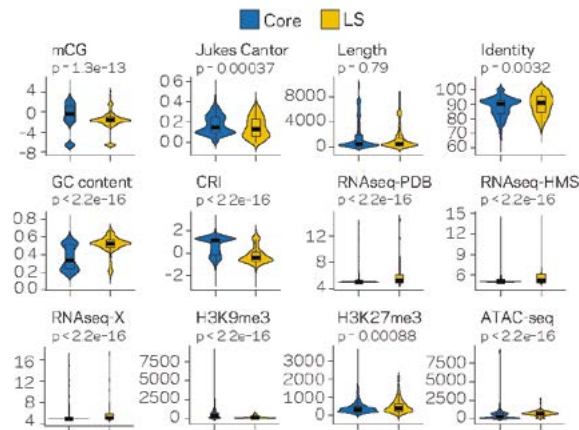 Core LS
mCG Jukes Cantor Length Identity
p = 1.3e-13 p = 0.00037 p = 0.79 p = 0.0032
4 0.6 8000 100
0 0.4 90
-4 0.2 4000 80
-8 0.0 0 70
60
GC content CRI RNAseq-PDB RNAseq-HMS
p < 2.2e-16 p < 2.2e-16 p < 2.2e-16 p < 2.2e-16
0.8 2 12 15
0.6 12
0.4 0 8 9
0.2 6
0.0 -2 4
RNAseq-X H3K9me3 H3K27me3 ATAC-seq
p < 2.2e-16 p < 2.2e-16 p = 0.00088 p < 2.2e-16
16 7500 3000 7500
12 5000 2000 5000
8 2500 1000 2500
4 0 0 0